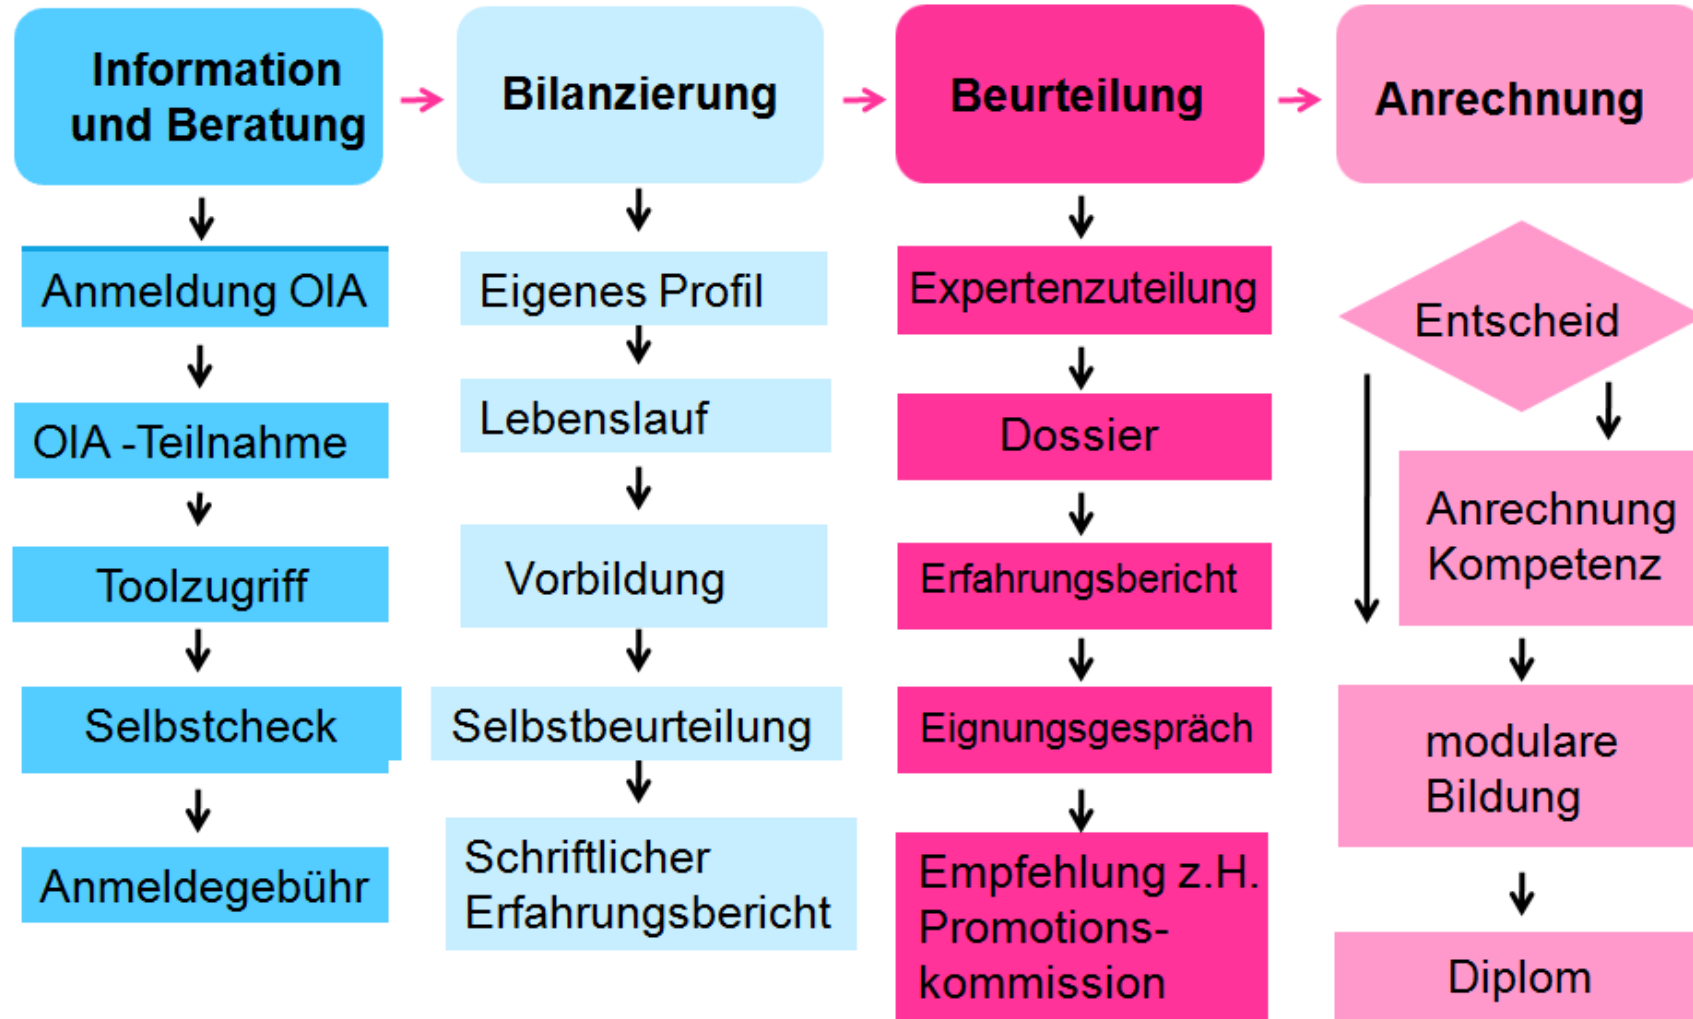 Information
und Beratung
Anmeldung OIA
OIA -Teilnahme
Toolzugriff
Selbstcheck
Anmeldegebühr
Bilanzierung
Eigenes Profil
Lebenslauf
Vorbildung
Selbstbeurteilung
Schriftlicher
Erfahrungsbericht
Beurteilung
Expertenzuteilung
Dossier
Erfahrungsbericht
Eignungsgespräch
Empfehlung z.H.
Promotions-
kommission
Anrechnung
Entscheid
Anrechnung
Kompetenz
modulare
Bildung
Diplom